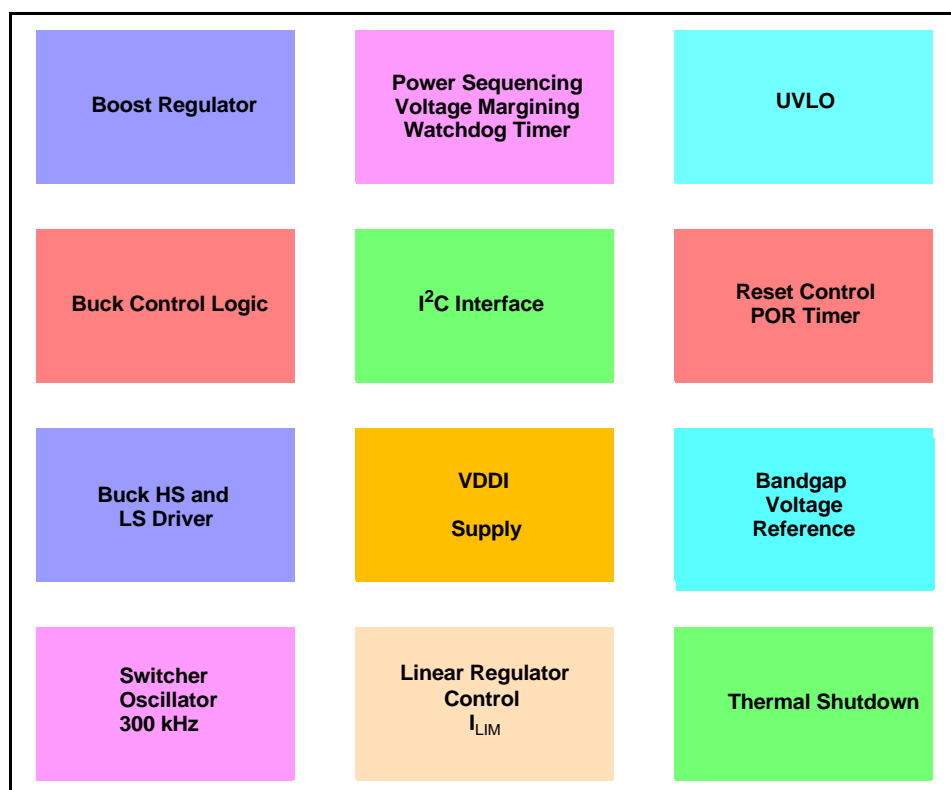 Boost Regulator
Power Sequencing
Voltage Margining
Watchdog Timer
UVLO
Buck Control Logic
I²C Interface
Reset Control
POR Timer
Buck HS and
LS Driver
VDDI
Supply
Bandgap
Voltage
Reference
Switcher
Oscillator
300 kHz
Linear Regulator
Control
I_LIM
Thermal Shutdown